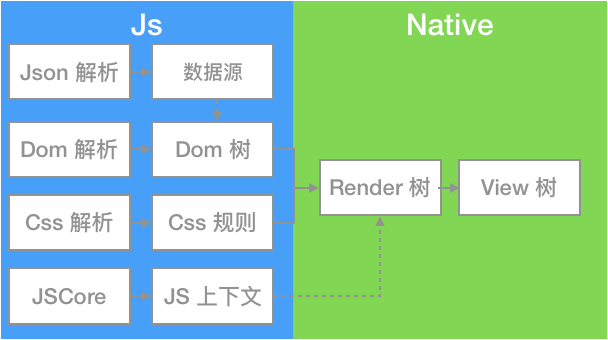 Js
Native
Json 解析
数据源
Dom 解析
Dom 树
Render 树
View 树
Css 解析
Css 规则
JSCore
JS 上下文